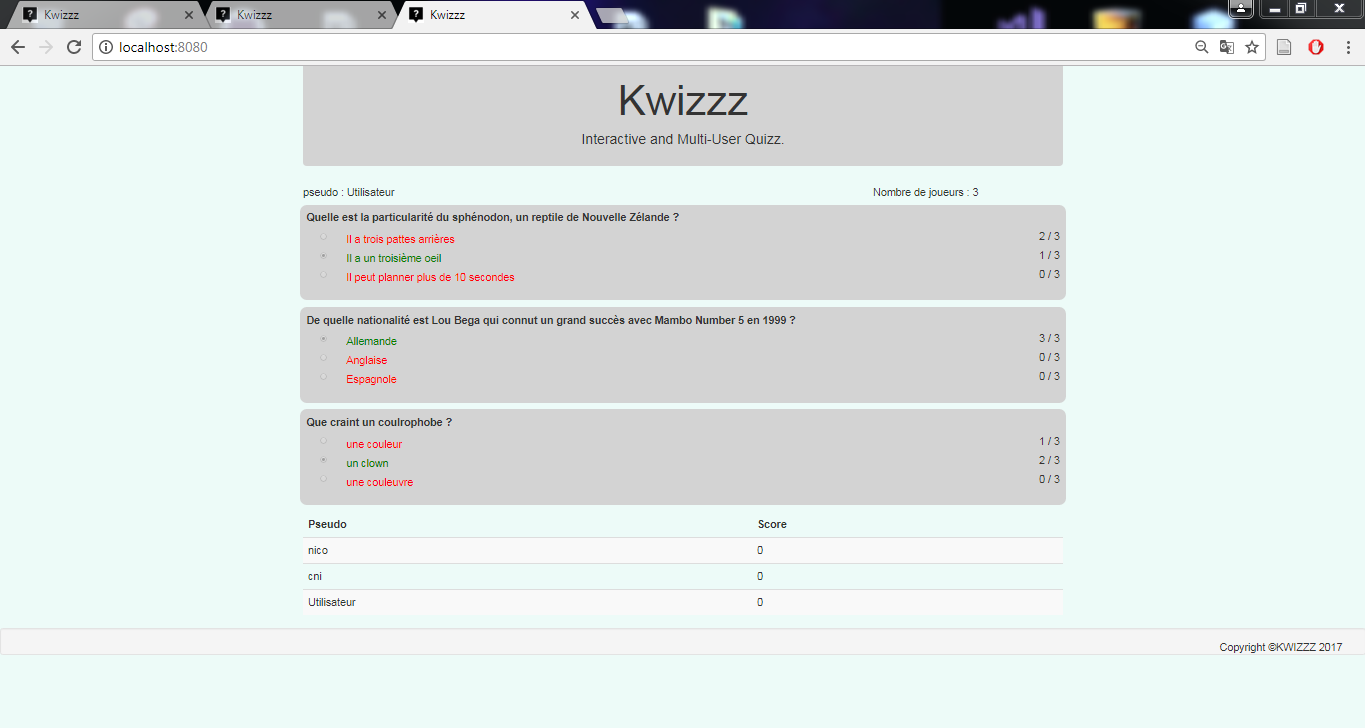 Kwizzz
Kwizzz
Kwizzz
localhost:8080
Kwizzz
Interactive and Multi-User Quizz.
pseudo : Utilisateur
Nombre de joueurs : 3
Quelle est la particularité du sphénodon, un reptile de Nouvelle Zélande ?
Il a trois pattes arrières 2 / 3
Il a un troisième oeil 1 / 3
Il peut planner plus de 10 secondes 0 / 3
De quelle nationalité est Lou Bega qui connut un grand succès avec Mambo Number 5 en 1999 ?
Allemande 3 / 3
Anglaise 0 / 3
Espagnole 0 / 3
Que craint un coulrophobe ?
une couleur 1 / 3
un clown 2 / 3
une couleuvre 0 / 3
Pseudo Score
nico 0
cni 0
Utilisateur 0
Copyright ©KWIZZZ 2017